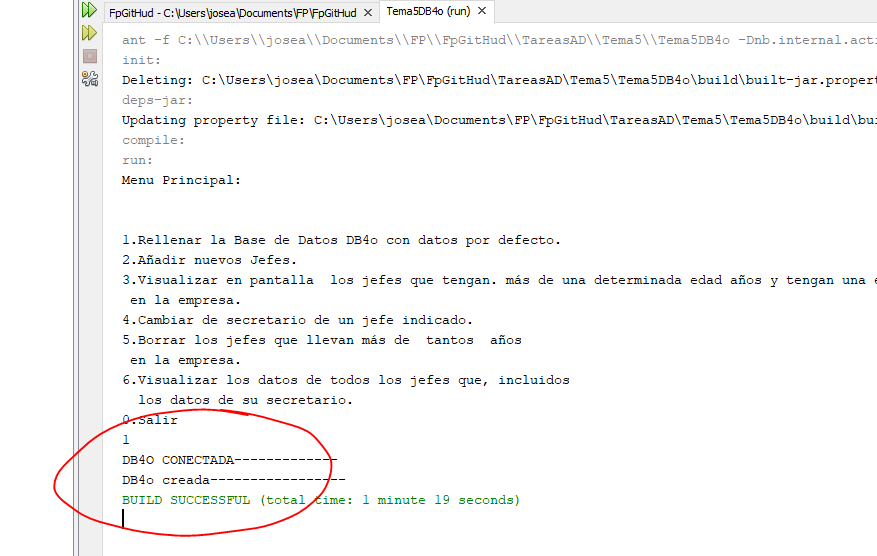 FpGitHud - C:\Users\josea\Documents\FP\FpGitHud
Tema5DB4o (run)
ant -f C:\\Users\\josea\\Documents\\FP\\FpGitHud\\TareasAD\\Tema5\\Tema5DB4o -Dnb.internal.acti
init:
Deleting: C:\Users\josea\Documents\FP\FpGitHud\TareasAD\Tema5\Tema5DB4o\build\built-jar.propert
deps-jar:
Updating property file: C:\Users\josea\Documents\FP\FpGitHud\TareasAD\Tema5\Tema5DB4o\build\bui
compile:
run:
Menu Principal:
1.Rellenar la Base de Datos DB4o con datos por defecto.
2.Añadir nuevos Jefes.
3.Visualizar en pantalla  los jefes que tengan. más de una determinada edad años y tengan una e
en la empresa.
4.Cambiar de secretario de un jefe indicado.
5.Borrar los jefes que llevan más de  tantos  años
en la empresa.
6.Visualizar los datos de todos los jefes que, incluidos
los datos de su secretario.
0.Salir
1
DB4O CONECTADA-------------
DB4o creada-----------------
BUILD SUCCESSFUL (total time: 1 minute 19 seconds)